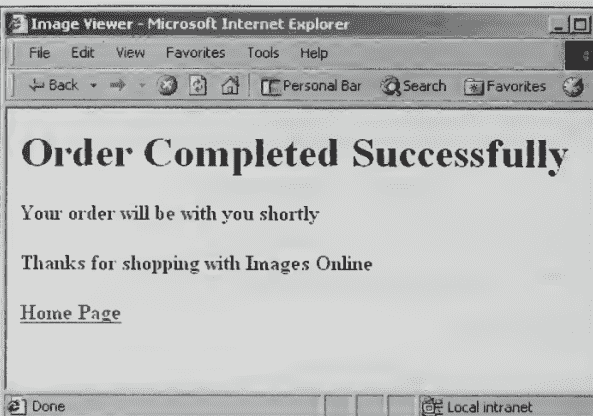 Image Viewer - Microsoft Internet Explorer
File Edit View Favorites Tools Help
Back Personal Bar Search Favorites
Order Completed Successfully
Your order will be with you shortly
Thanks for shopping with Images Online
Home Page
Done Local intranet